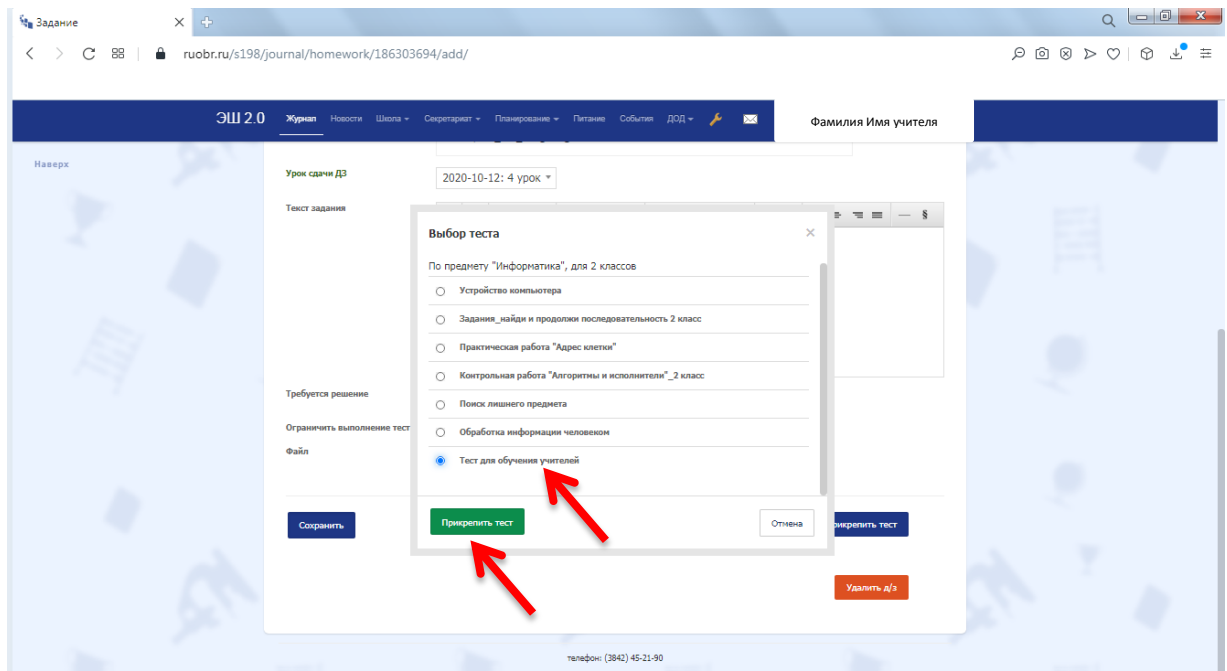 Задание
ruobr.ru/s198/journal/homework/186303694/add/
ЭШ 2.0 Журнал Новости Школа Секретариат Планирование Питание События ДОД Фамилия Имя учителя
Наверх
Урок сдачи ДЗ 2020-10-12: 4 урок
Текст задания
§
Выбор теста
По предмету "Информатика", для 2 классов
Устройство компьютера
Задания_найди и продолжи последовательность 2 класс
Практическая работа "Адрес клетки"
Контрольная работа "Алгоритмы и исполнители"_2 класс
Требуется решение
Поиск лишнего предмета
Ограничить выполнение тест
Обработка информации человеком
Файл
Тест для обучения учителей
Сохранить Прикрепить тест Отмена рикрепить тест
Удалить д/з
телефон: (3842) 45-21-90